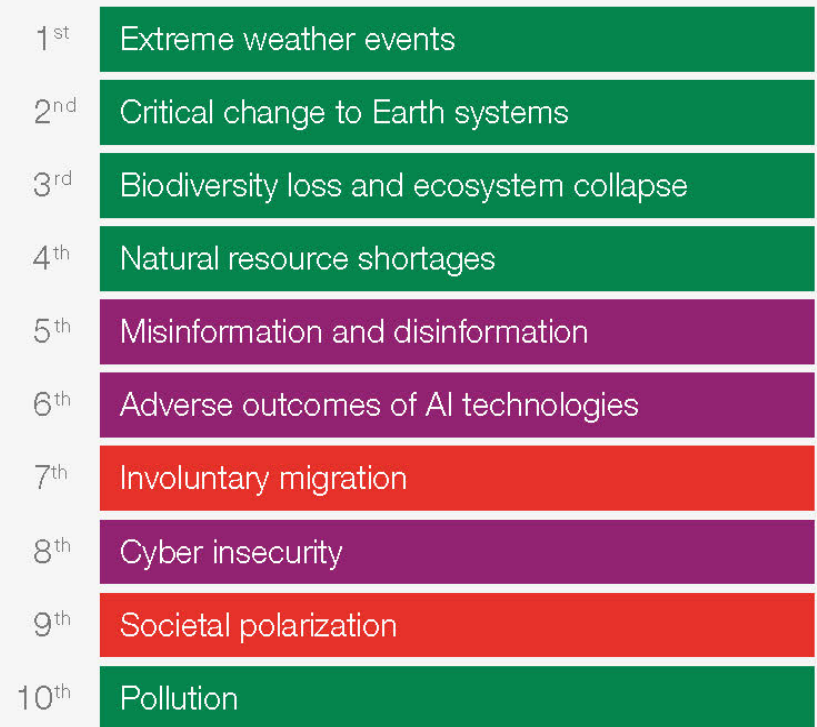 1st Extreme weather events
2nd Critical change to Earth systems
3rd Biodiversity loss and ecosystem collapse
4th Natural resource shortages
5th Misinformation and disinformation
6th Adverse outcomes of AI technologies
7th Involuntary migration
8th Cyber insecurity
9th Societal polarization
10th Pollution